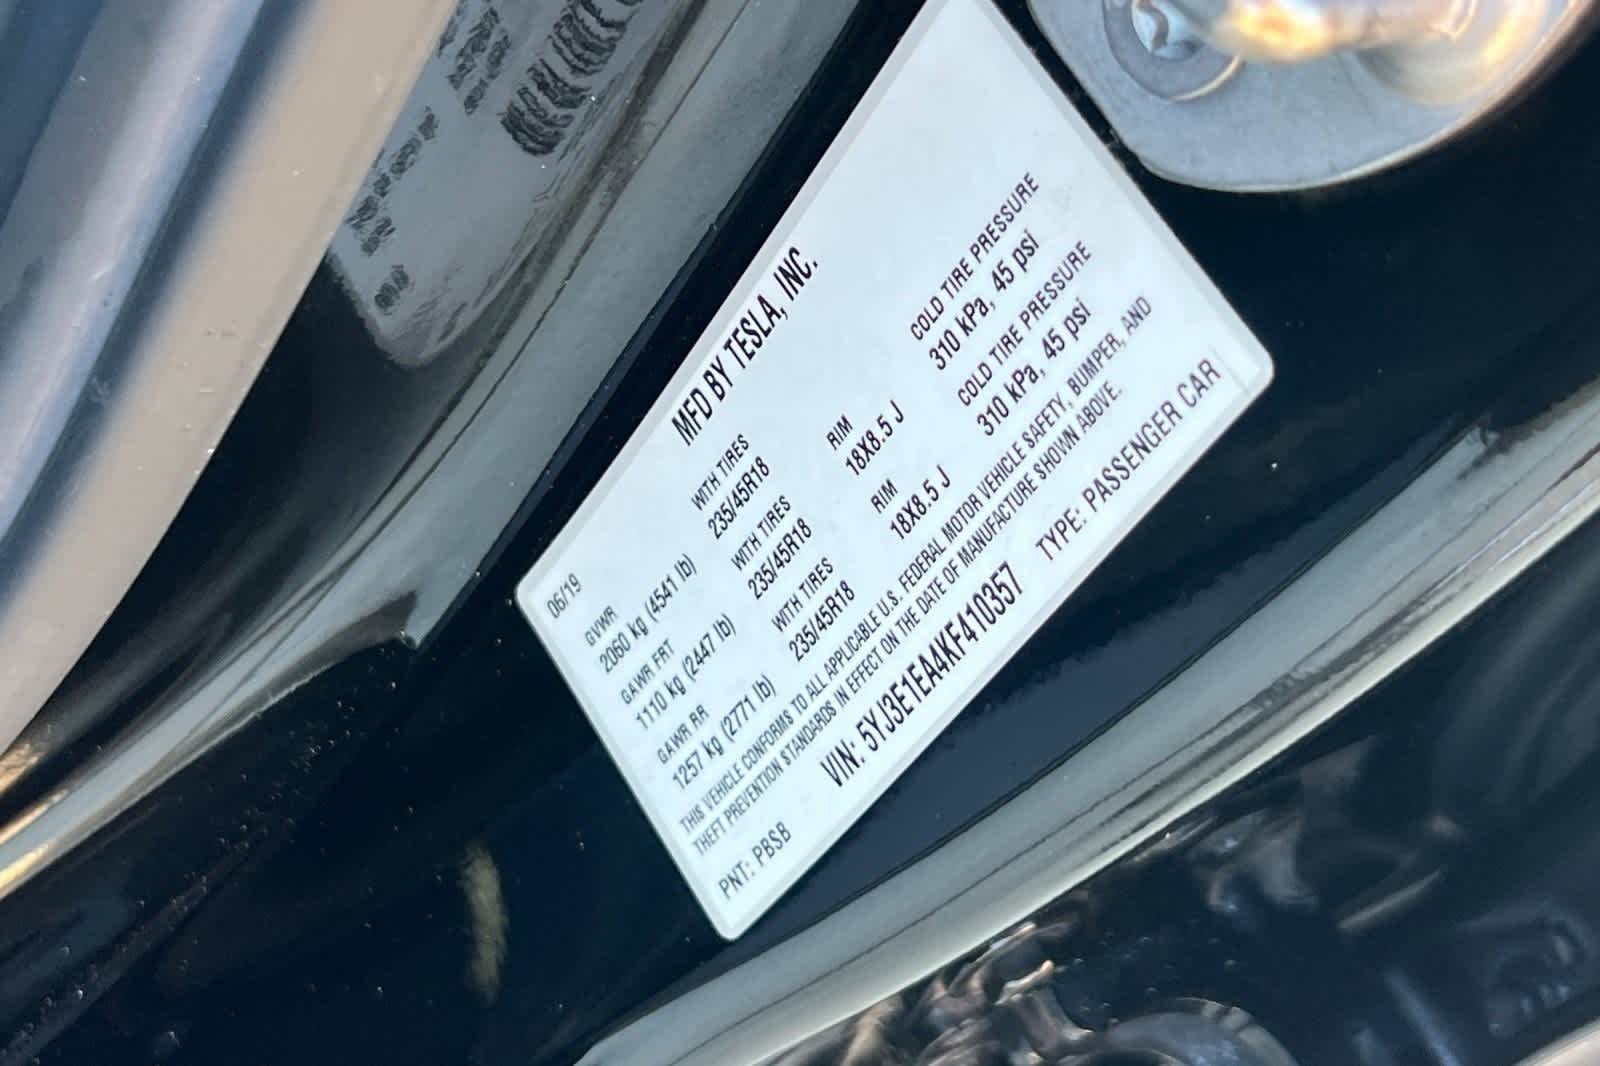 MFD BY TESLA, INC.
06/19
GVWR
2060 kg (4541 lb)
GAWR FRT WITH TIRES RIM COLD TIRE PRESSURE
1110 kg (2447 lb) 235/45R18 18X8.5 J 310 kPa, 45 psi
GAWR RR WITH TIRES RIM COLD TIRE PRESSURE
1257 kg (2771 lb) 235/45R18 18X8.5 J 310 kPa, 45 psi
WITH TIRES
235/45R18
THIS VEHICLE CONFORMS TO ALL APPLICABLE U.S. FEDERAL MOTOR VEHICLE SAFETY, BUMPER, AND
THEFT PREVENTION STANDARDS IN EFFECT ON THE DATE OF MANUFACTURE SHOWN ABOVE.
PNT: PBSB VIN: 5YJ3E1EA4KF410357 TYPE: PASSENGER CAR